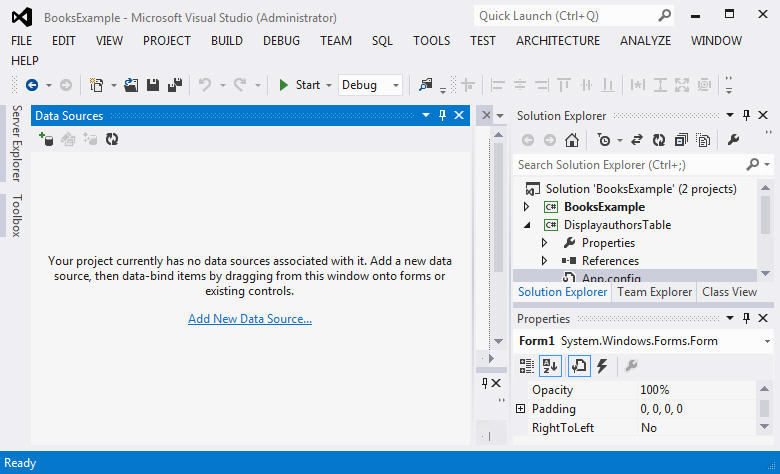 BooksExample - Microsoft Visual Studio (Administrator)
Quick Launch (Ctrl+Q)
FILE EDIT VIEW PROJECT BUILD DEBUG TEAM SQL TOOLS TEST ARCHITECTURE ANALYZE WINDOW
HELP
Start Debug
Server Explorer
Toolbox
Data Sources
Your project currently has no data sources associated with it. Add a new data
source, then data-bind items by dragging from this window onto forms or
existing controls.
Add New Data Source...
Solution Explorer
Search Solution Explorer (Ctrl+;)
Solution 'BooksExample' (2 projects)
C# BooksExample
C# DisplayauthorsTable
Properties
References
App.config
Solution Explorer Team Explorer Class View
Properties
Form1 System.Windows.Forms.Form
Opacity 100%
Padding 0, 0, 0, 0
RightToLeft No
Ready